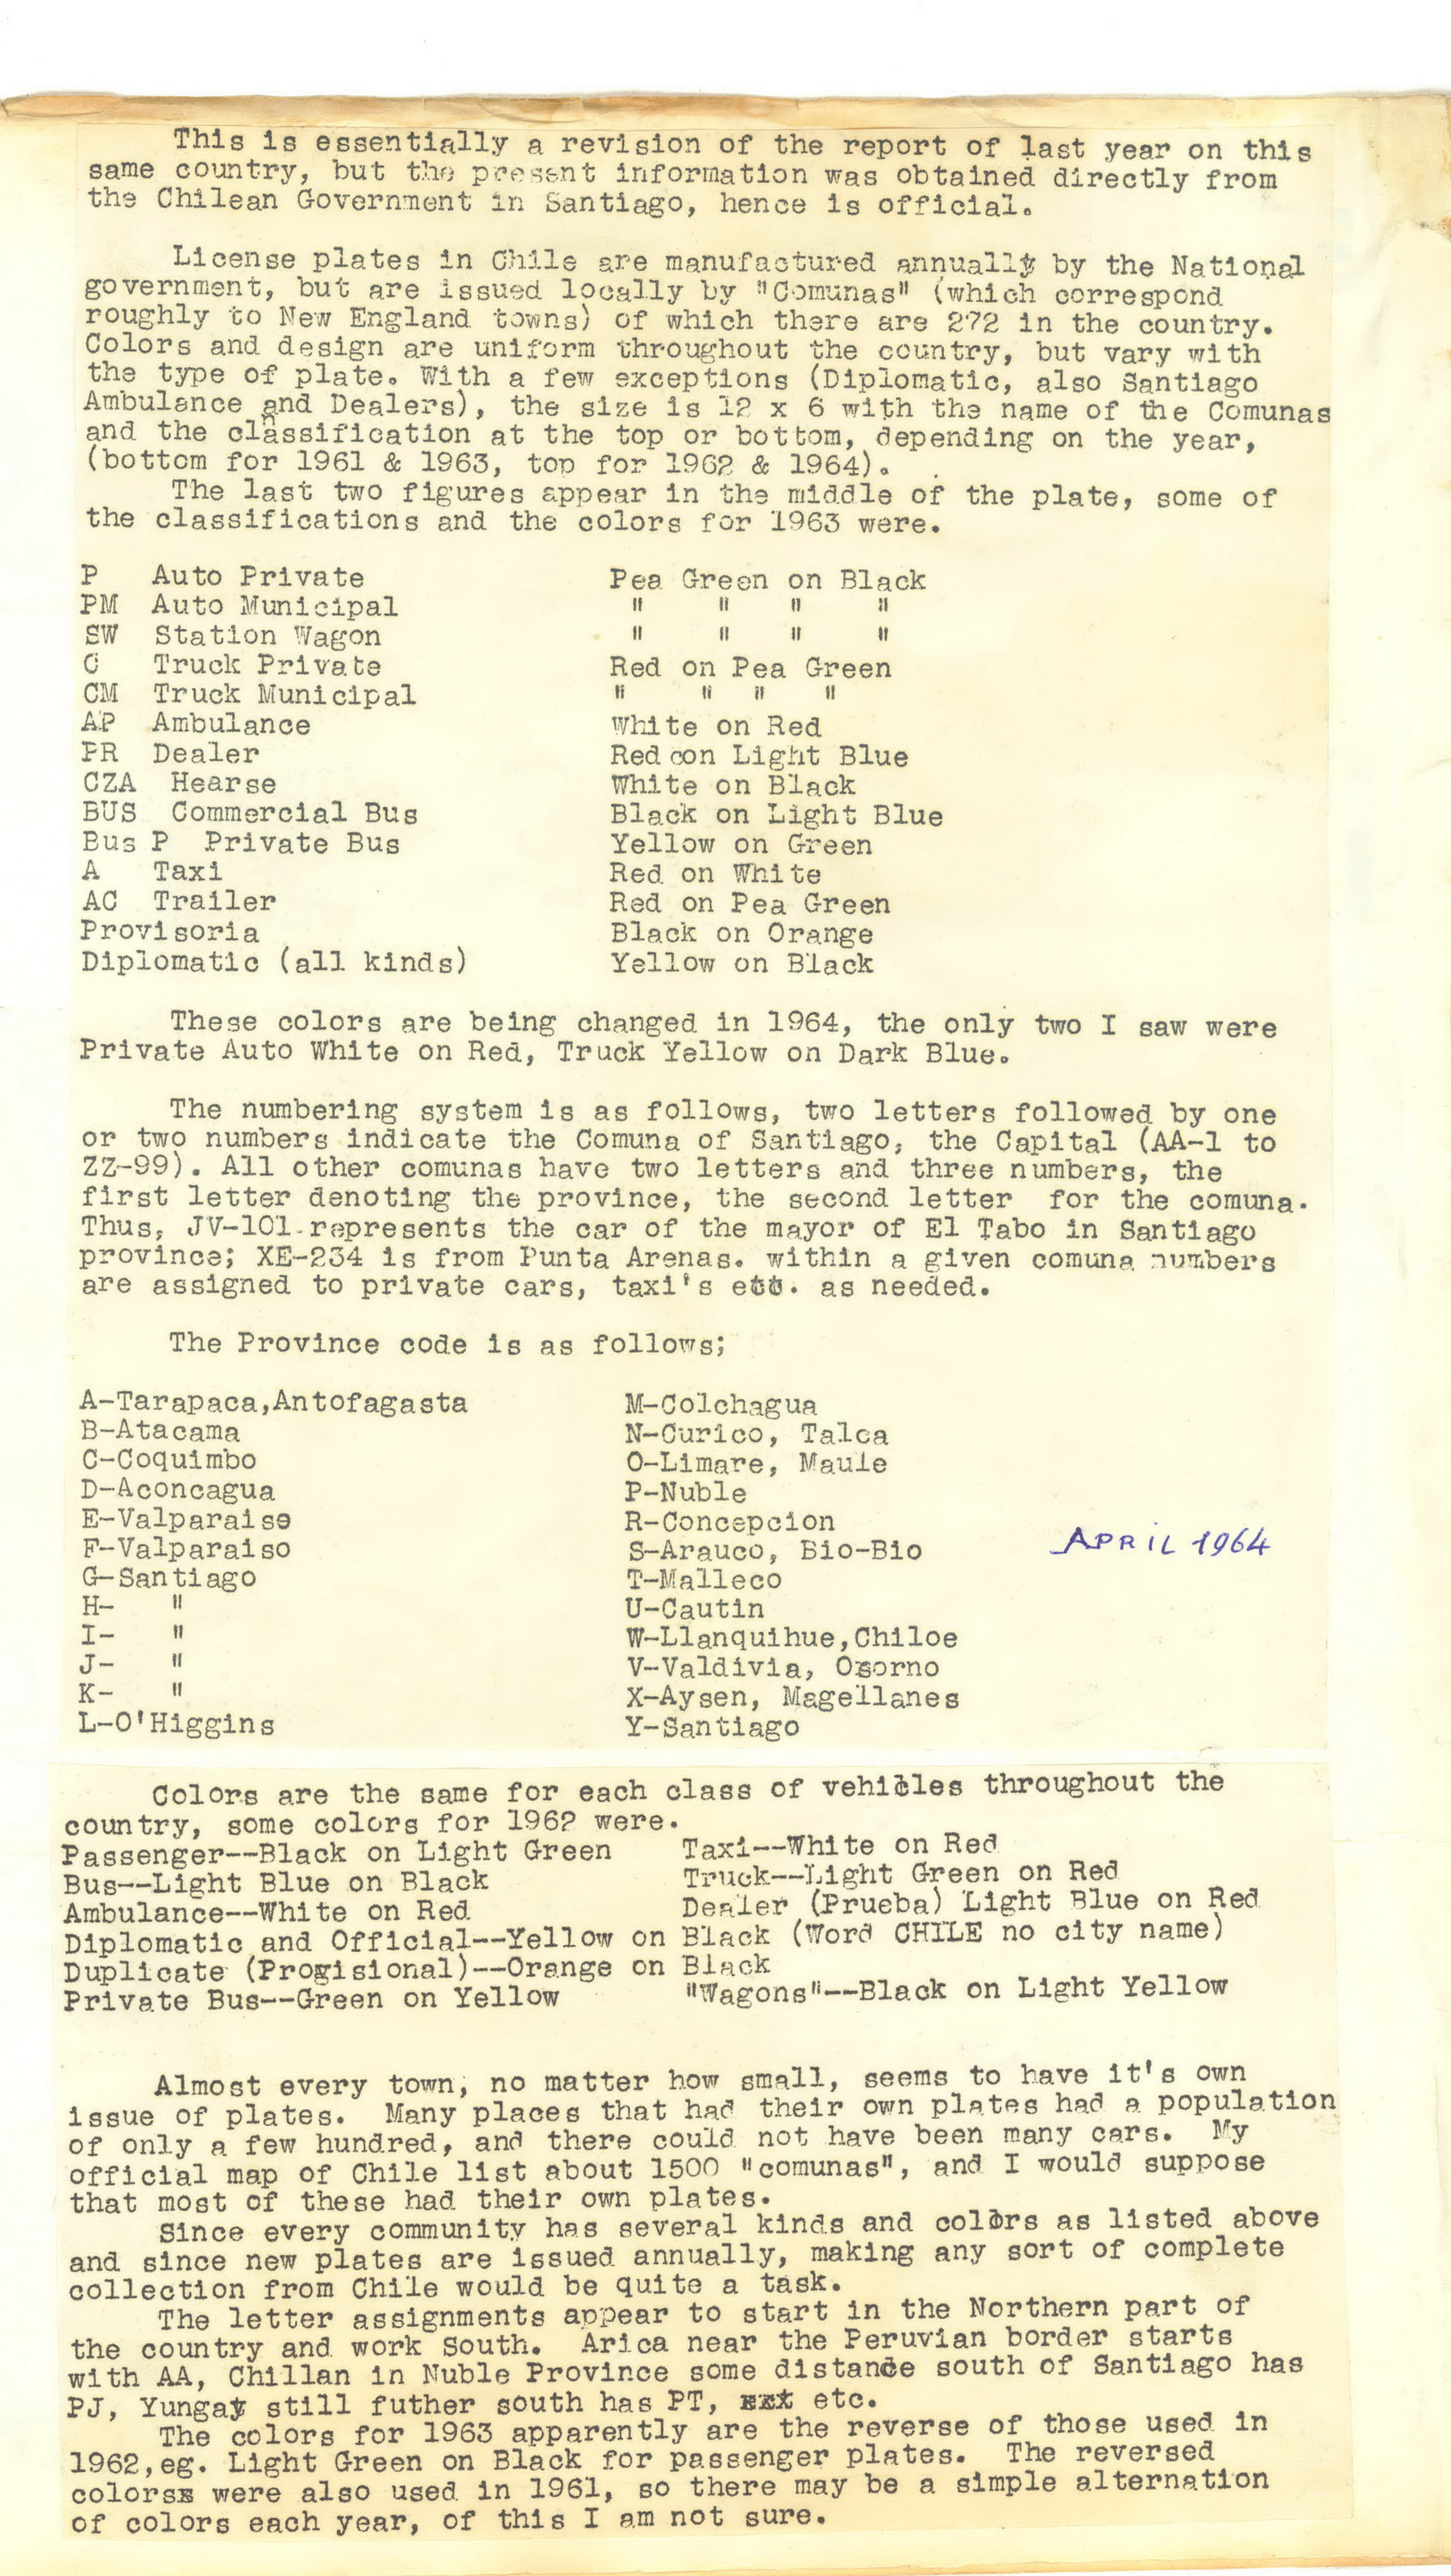 This is essentially a revision of the report of last year on this
same country, but the present information was obtained directly from
the Chilean Government in Santiago, hence is official.
License plates in Chile are manufactured annually by the National
government, but are issued locally by "Comunas" (which correspond
roughly to New England towns) of which there are 272 in the country.
Colors and design are uniform throughout the country, but vary with
the type of plate. With a few exceptions (Diplomatic, also Santiago
Ambulance and Dealers), the size is 12 x 6 with the name of the Comunas
and the classification at the top or bottom, depending on the year,
(bottom for 1961 & 1963, top for 1962 & 1964).
The last two figures appear in the middle of the plate, some of
the classifications and the colors for 1963 were.
P Auto Private Pea Green on Black
PM Auto Municipal " " " "
SW Station Wagon " " " "
C Truck Private Red on Pea Green
CM Truck Municipal " " " "
AP Ambulance White on Red
PR Dealer Red con Light Blue
CZA Hearse White on Black
BUS Commercial Bus Black on Light Blue
Bus P Private Bus Yellow on Green
A Taxi Red on White
AC Trailer Red on Pea Green
Provisoria Black on Orange
Diplomatic (all kinds) Yellow on Black
These colors are being changed in 1964, the only two I saw were
Private Auto White on Red, Truck Yellow on Dark Blue.
The numbering system is as follows, two letters followed by one
or two numbers indicate the Comuna of Santiago, the Capital (AA-1 to
ZZ-99). All other comunas have two letters and three numbers, the
first letter denoting the province, the second letter for the comuna.
Thus, JV-101 represents the car of the mayor of El Tabo in Santiago
province; XE-234 is from Punta Arenas. within a given comuna numbers
are assigned to private cars, taxi's etc. as needed.
The Province code is as follows;
A-Tarapaca,Antofagasta M-Colchagua
B-Atacama N-Curico, Talca
C-Coquimbo O-Limare, Maule
D-Aconcagua P-Nuble
E-Valparaiso R-Concepcion
F-Valparaiso S-Arauco, Bio-Bio APRIL 1964
G-Santiago T-Malleco
H- " U-Cautin
I- " W-Llanquihue,Chiloe
J- " V-Valdivia, Osorno
K- " X-Aysen, Magellanes
L-O'Higgins Y-Santiago
Colors are the same for each class of vehicles throughout the
country, some colors for 1962 were.
Passenger--Black on Light Green Taxi--White on Red
Bus--Light Blue on Black Truck--Light Green on Red
Ambulance--White on Red Dealer (Prueba) Light Blue on Red
Diplomatic and Official--Yellow on Black (Word CHILE no city name)
Duplicate (Progisional)--Orange on Black
Private Bus--Green on Yellow "Wagons"--Black on Light Yellow
Almost every town, no matter how small, seems to have it's own
issue of plates. Many places that had their own plates had a population
of only a few hundred, and there could not have been many cars. My
official map of Chile list about 1500 "comunas", and I would suppose
that most of these had their own plates.
Since every community has several kinds and colors as listed above
and since new plates are issued annually, making any sort of complete
collection from Chile would be quite a task.
The letter assignments appear to start in the Northern part of
the country and work South. Arica near the Peruvian border starts
with AA, Chillan in Nuble Province some distance south of Santiago has
PJ, Yungay still futher south has PT, etc.
The colors for 1963 apparently are the reverse of those used in
1962,eg. Light Green on Black for passenger plates. The reversed
colors were also used in 1961, so there may be a simple alternation
of colors each year, of this I am not sure.